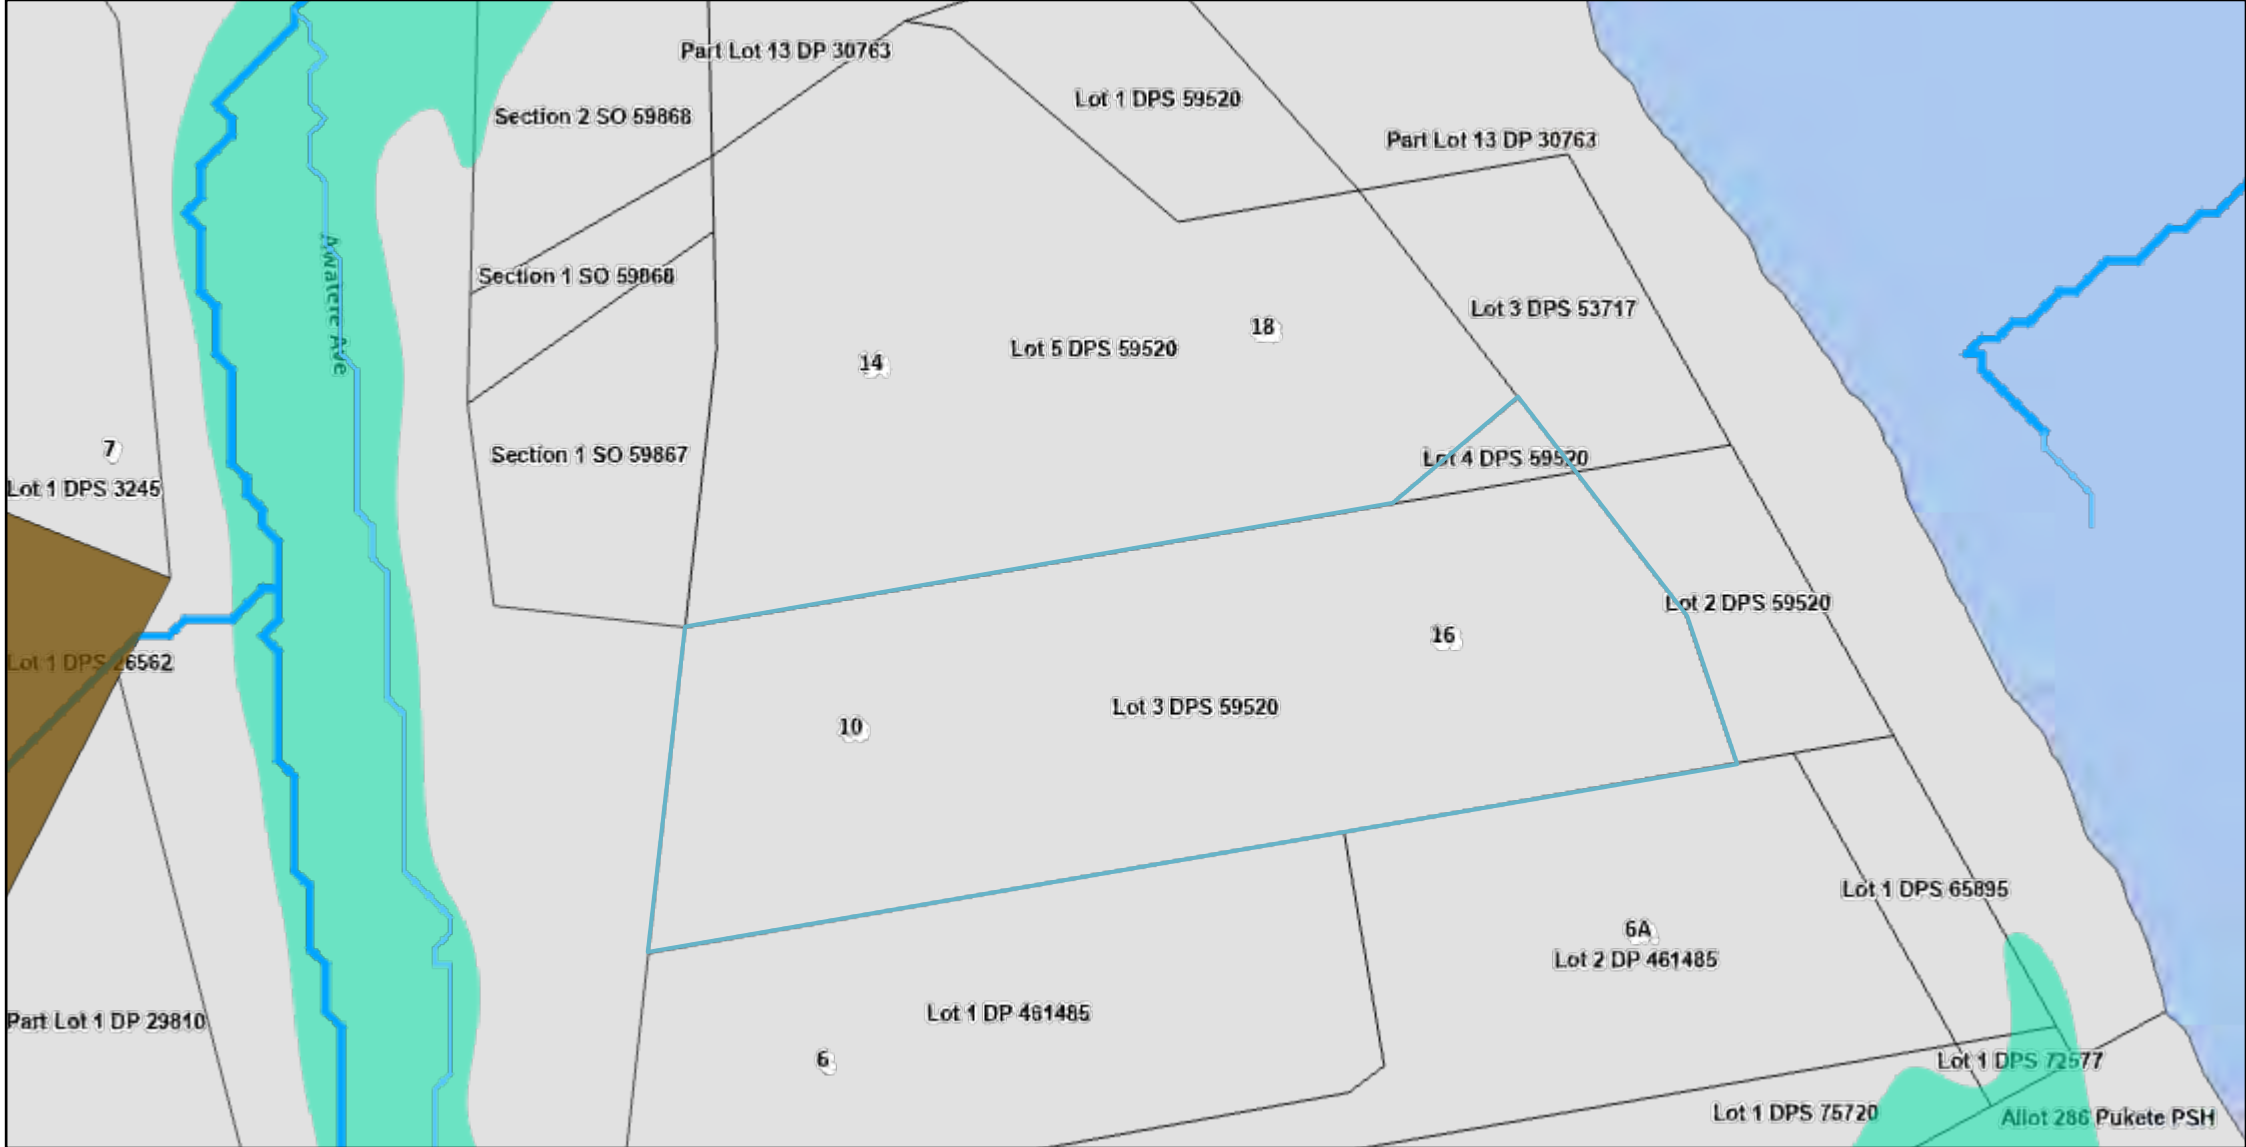 Part Lot 13 DP 30763
Lot 1 DPS 59520
Section 2 SO 59868
Part Lot 13 DP 30763
Awatere Ave
Section 1 SO 59868
Lot 3 DPS 53717
18
Lot 5 DPS 59520
14
7
Section 1 SO 59867
Lot 4 DPS 59520
Lot 1 DPS 3245
Lot 2 DPS 59520
16
Lot 1 DPS 26562
Lot 3 DPS 59520
10
Lot 1 DPS 65895
6A
Lot 2 DP 461485
Lot 1 DP 461485
Part Lot 1 DP 29810
6
Lot 1 DPS 72577
Lot 1 DPS 75720
Allot 286 Pukete PSH